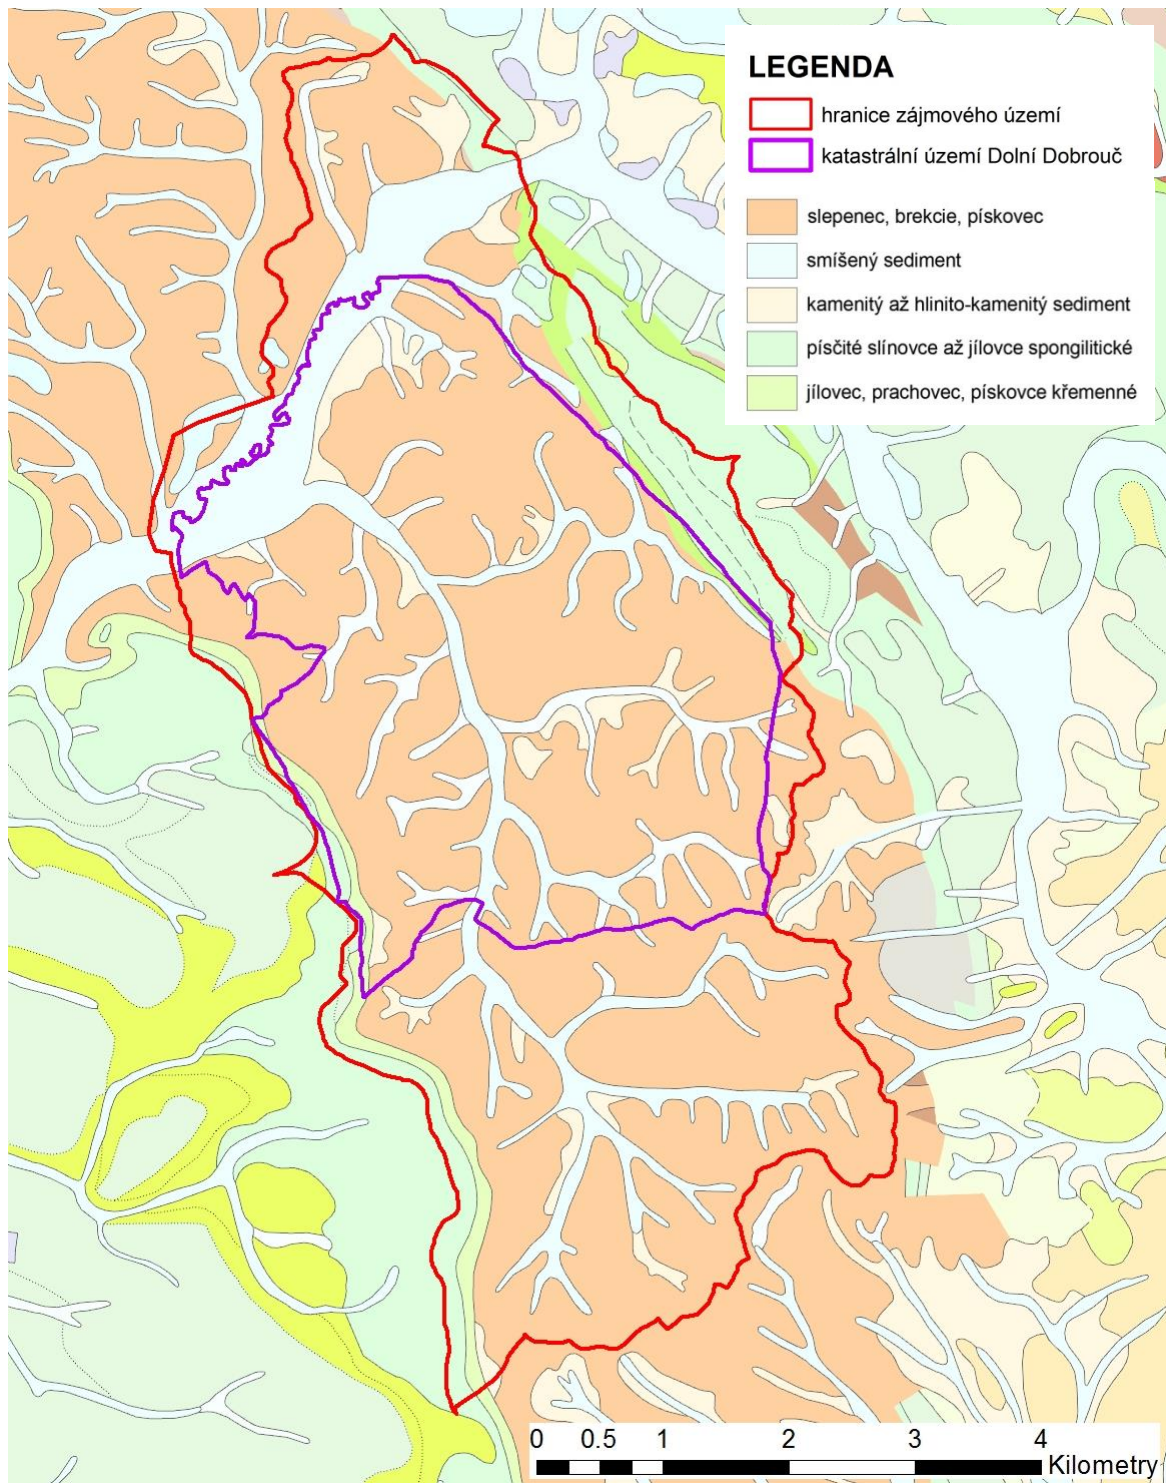 LEGENDA
hranice zájmového území
katastrální území Dolní Dobrouč
slepenec, brekcie, pískovec
smíšený sediment
kamenitý až hlinito-kamenitý sediment
písčité slínovce až jílovce spongilitické
jílovec, prachovec, pískovce křemenné
0 0.5 1 2 3 4
Kilometry